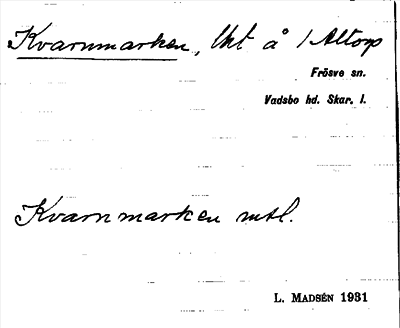 Kvarnmarken, lht å 1 Altorp
Frösve sn.
Vadsbo hd. Skar. l.
Kvarnmarken mtl.
L. MADSÉN 1931